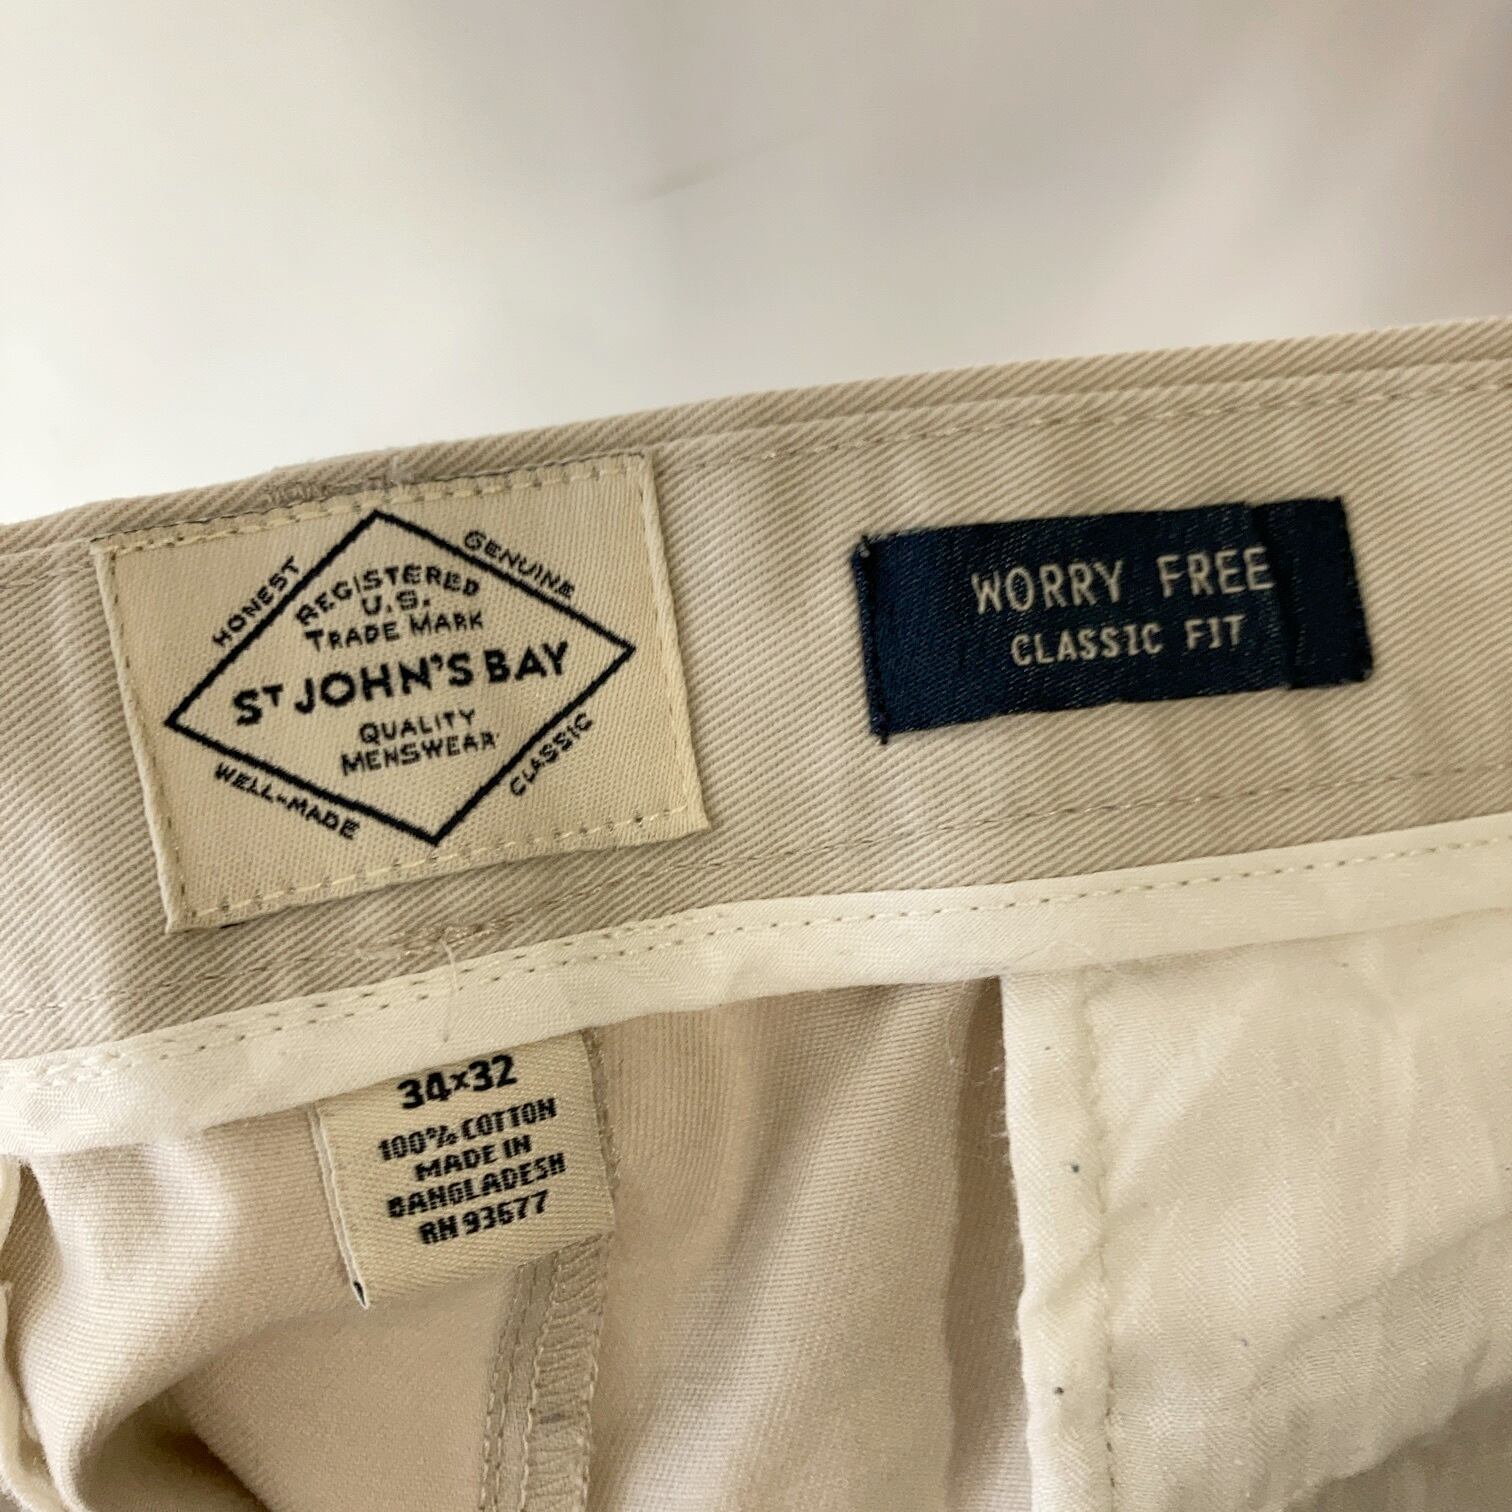 HONEST
GENUINE
REGISTERED
U.S.
TRADE MARK
ST JOHN'S BAY
QUALITY
MENSWEAR
WELL-MADE
CLASSIC
WORRY FREE
CLASSIC FIT
34x32
100% COTTON
MADE IN
BANGLADESH
RN 93677